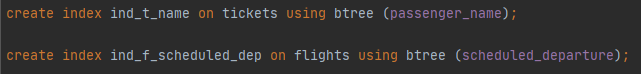 create index ind_t_name on tickets using btree (passenger_name);
create index ind_f_scheduled_dep on flights using btree (scheduled_departure);